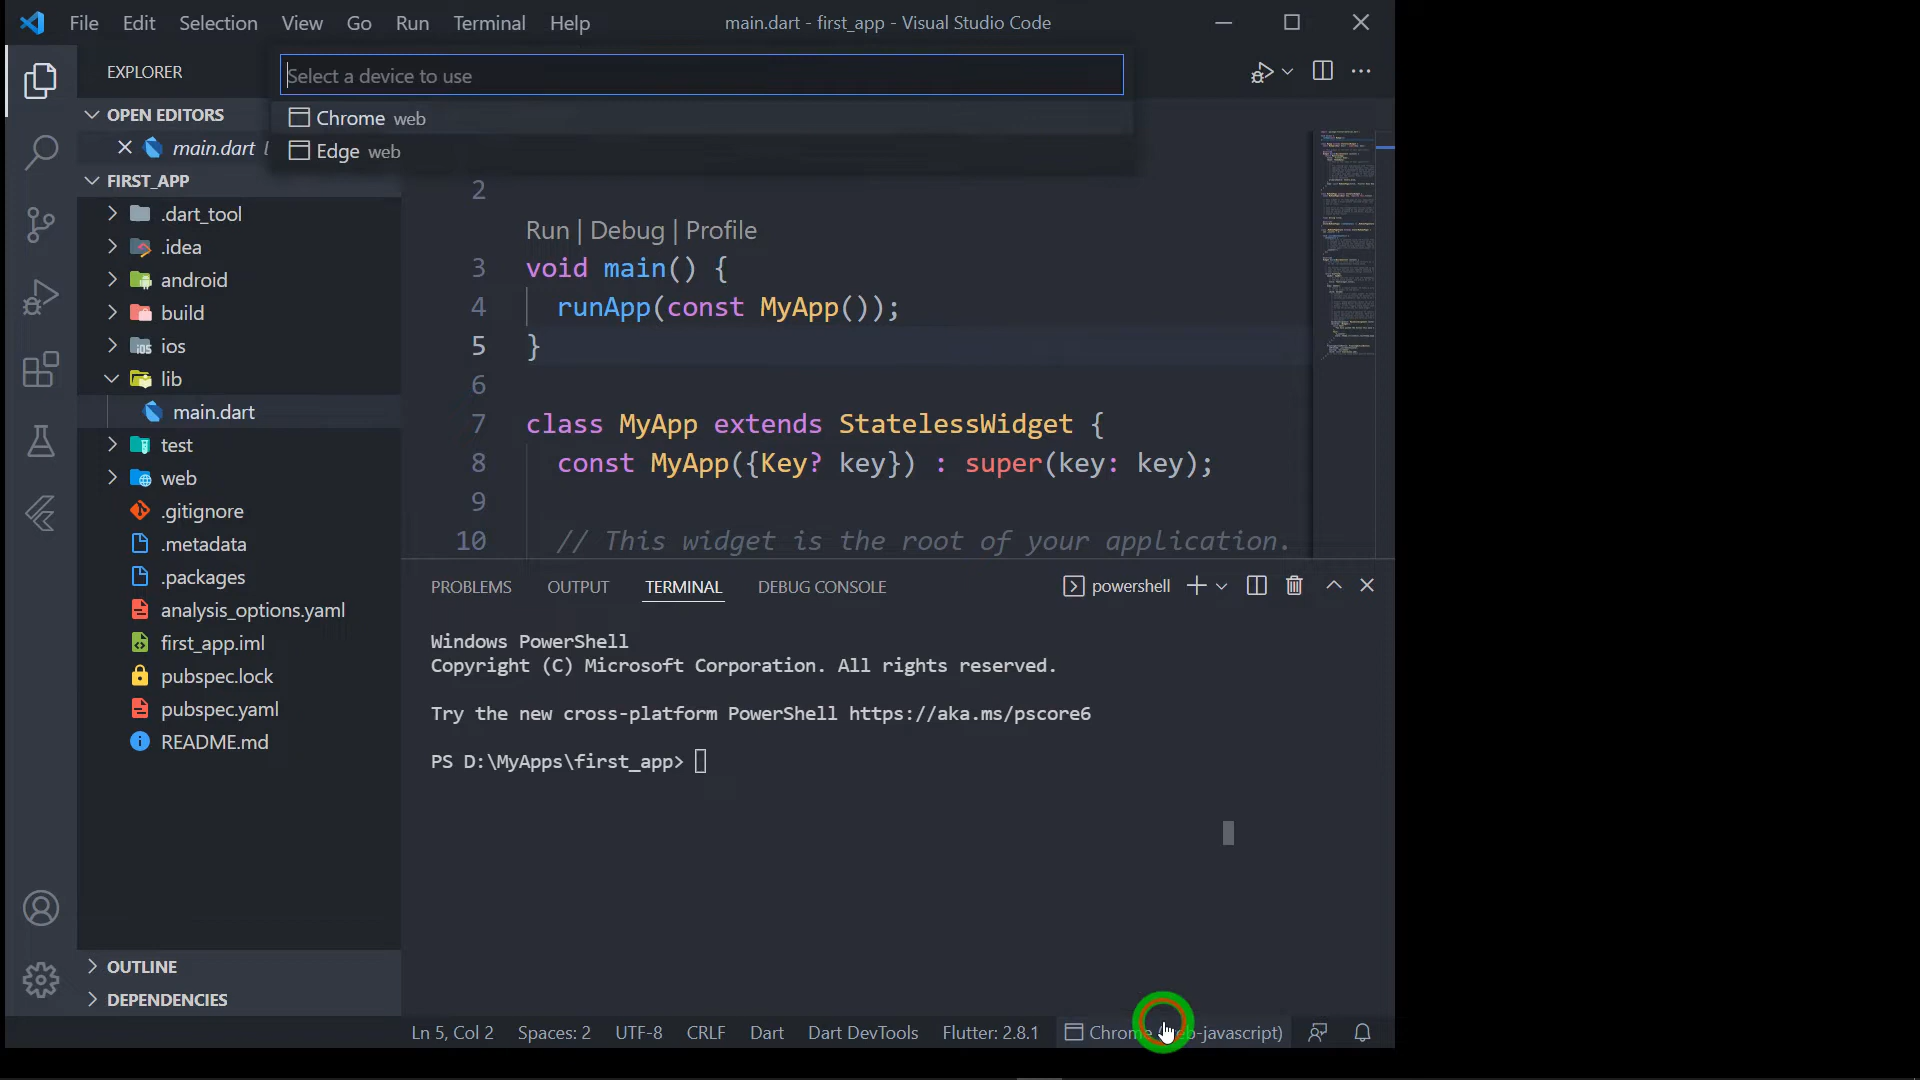 File Edit Selection View Go Run Terminal Help main.dart - first_app - Visual Studio Code
EXPLORER
Select a device to use
OPEN EDITORS
Chrome web
main.dart
Edge web
FIRST_APP
.dart_tool
.idea
android
build
ios
lib
main.dart
test
web
.gitignore
.metadata
.packages
analysis_options.yaml
first_app.iml
pubspec.lock
pubspec.yaml
README.md
OUTLINE
DEPENDENCIES
2
Run | Debug | Profile
3 void main() {
4 runApp(const MyApp());
5 }
6
7 class MyApp extends StatelessWidget {
8 const MyApp({Key? key}) : super(key: key);
9
10 // This widget is the root of your application.
PROBLEMS OUTPUT TERMINAL DEBUG CONSOLE powershell
Windows PowerShell
Copyright (C) Microsoft Corporation. All rights reserved.
Try the new cross-platform PowerShell https://aka.ms/pscore6
PS D:\MyApps\first_app>
Ln 5, Col 2 Spaces: 2 UTF-8 CRLF Dart Dart DevTools Flutter: 2.8.1 Chrome